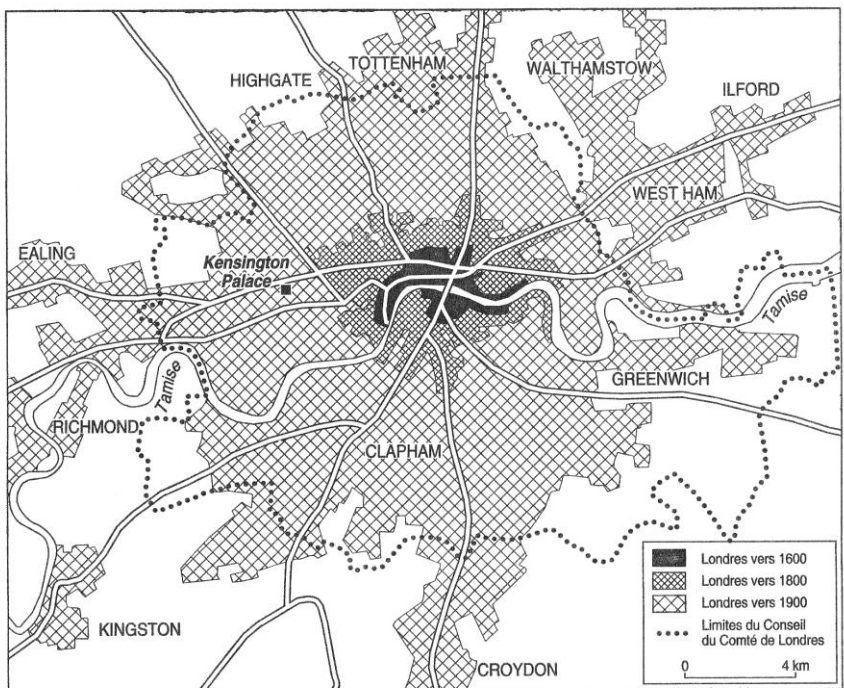 TOTTENHAM
WALTHAMSTOW
HIGHGATE
ILFORD
WEST HAM
EALING
Kensington
Palace
Tamise
Tamise
GREENWICH
RICHMOND
CLAPHAM
KINGSTON
CROYDON
Londres vers 1600
Londres vers 1800
Londres vers 1900
Limites du Conseil
du Comté de Londres
0 4 km